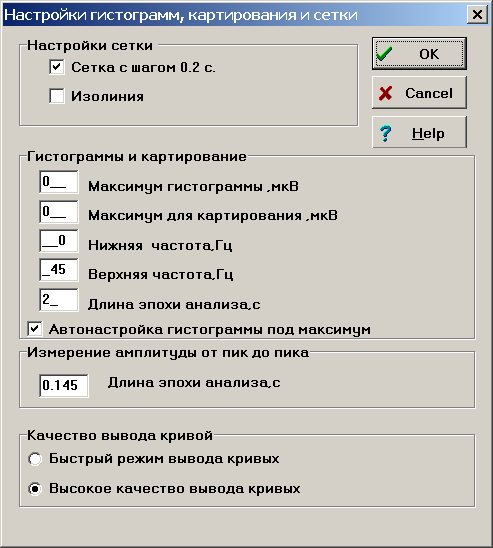 Настройки гистограмм, картирования и сетки
Настройки сетки
Сетка с шагом 0.2 с.
Изолиния
OK
Cancel
Help
Гистограммы и картирование
0__ Максимум гистограммы ,мкВ
0__ Максимум для картирования ,мкВ
__0 Нижняя частота,Гц
_45 Верхняя частота,Гц
2_ Длина эпохи анализа,с
Автонастройка гистограммы под максимум
Измерение амплитуды от пик до пика
0.145 Длина эпохи анализа,с
Качество вывода кривой
Быстрый режим вывода кривых
Высокое качество вывода кривых